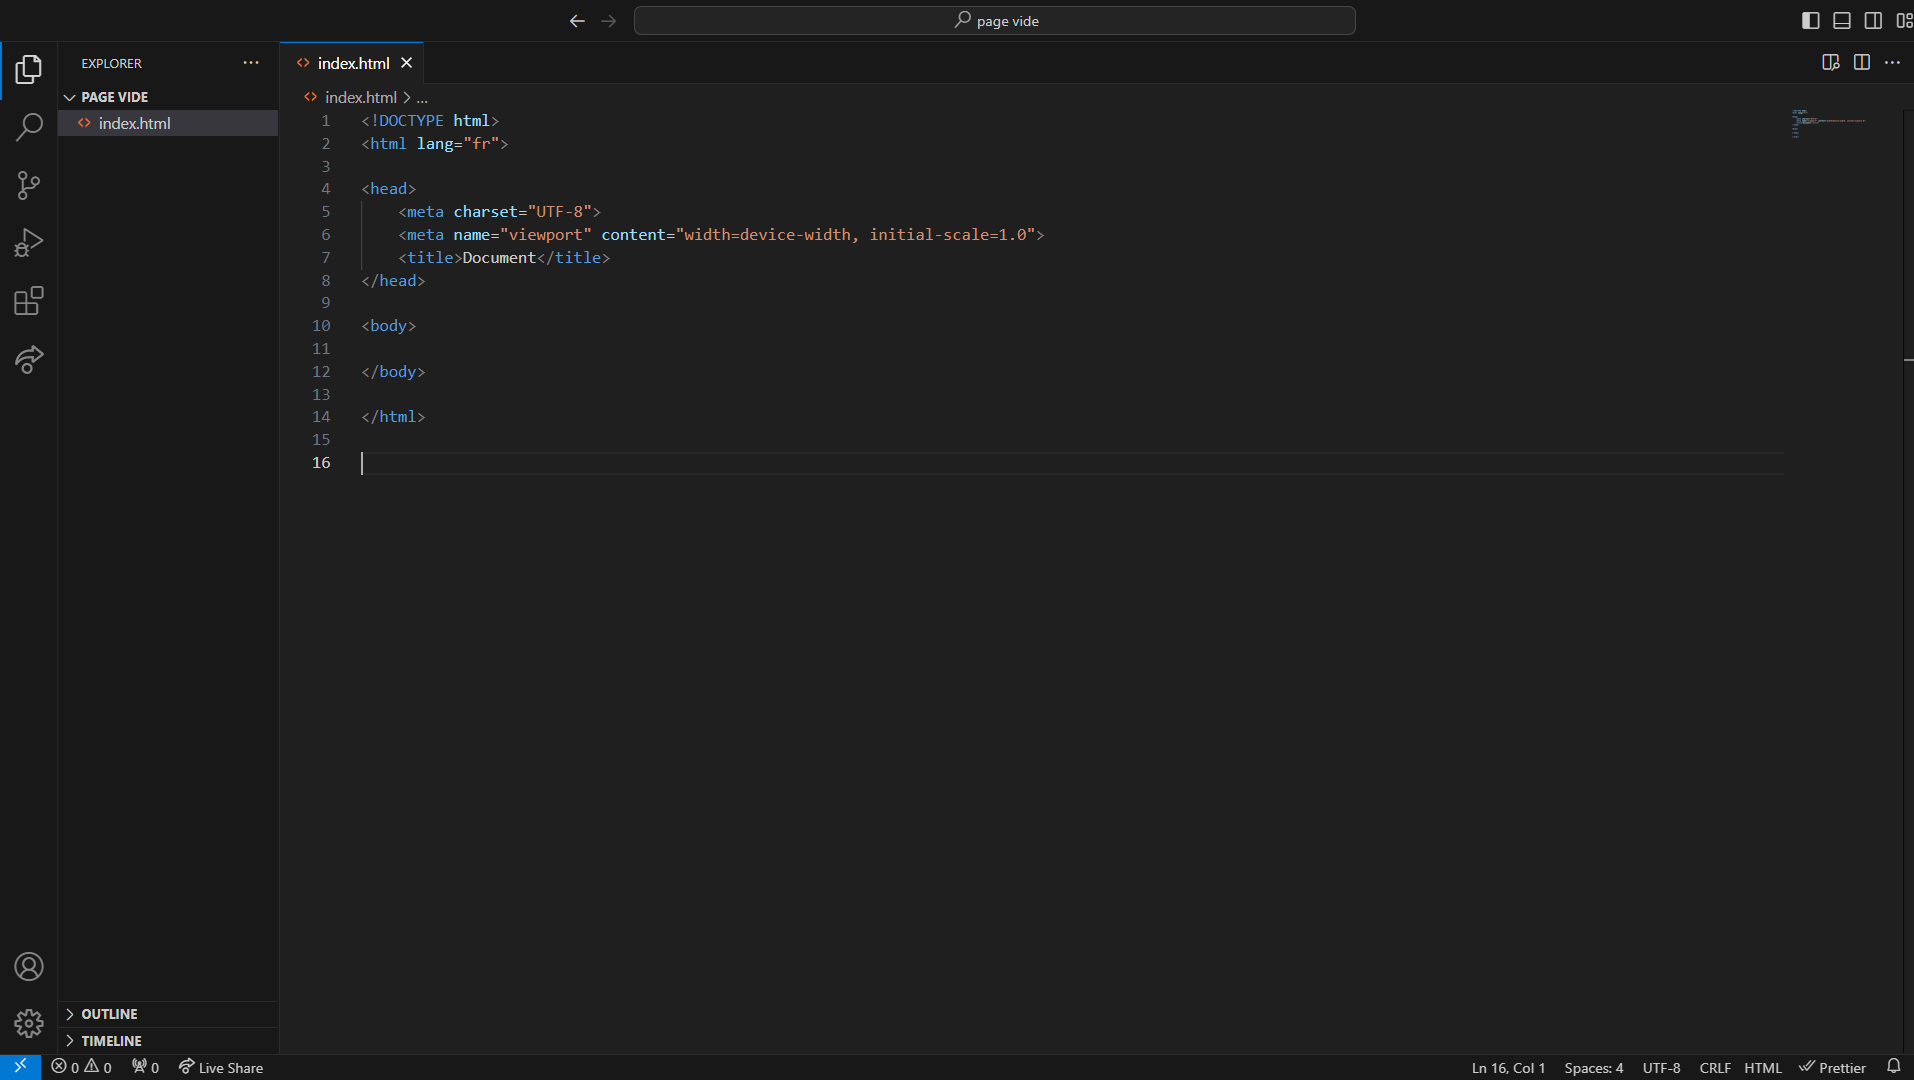 page vide
EXPLORER
PAGE VIDE
index.html
OUTLINE
TIMELINE
index.html
index.html > ...
1 <!DOCTYPE html>
2 <html lang="fr">
3
4 <head>
5     <meta charset="UTF-8">
6     <meta name="viewport" content="width=device-width, initial-scale=1.0">
7     <title>Document</title>
8 </head>
9
10 <body>
11
12 </body>
13
14 </html>
15
16
0 0 0 Live Share Ln 16, Col 1 Spaces: 4 UTF-8 CRLF HTML Prettier